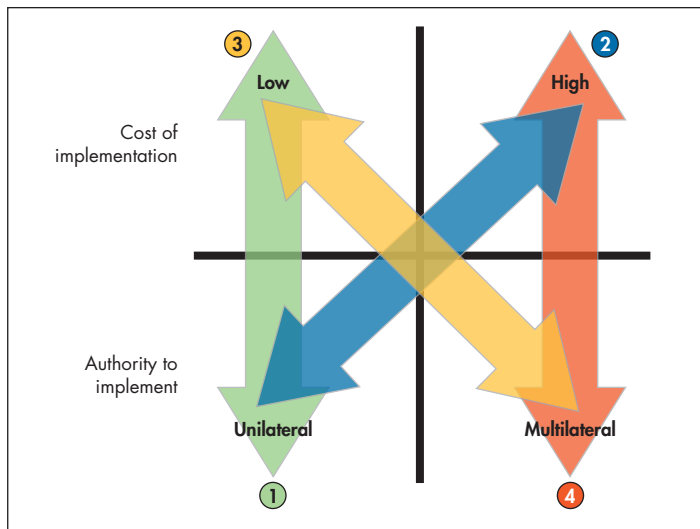 3
2
Low
High
Cost of
implementation
Authority to
implement
Unilateral
Multilateral
1
4